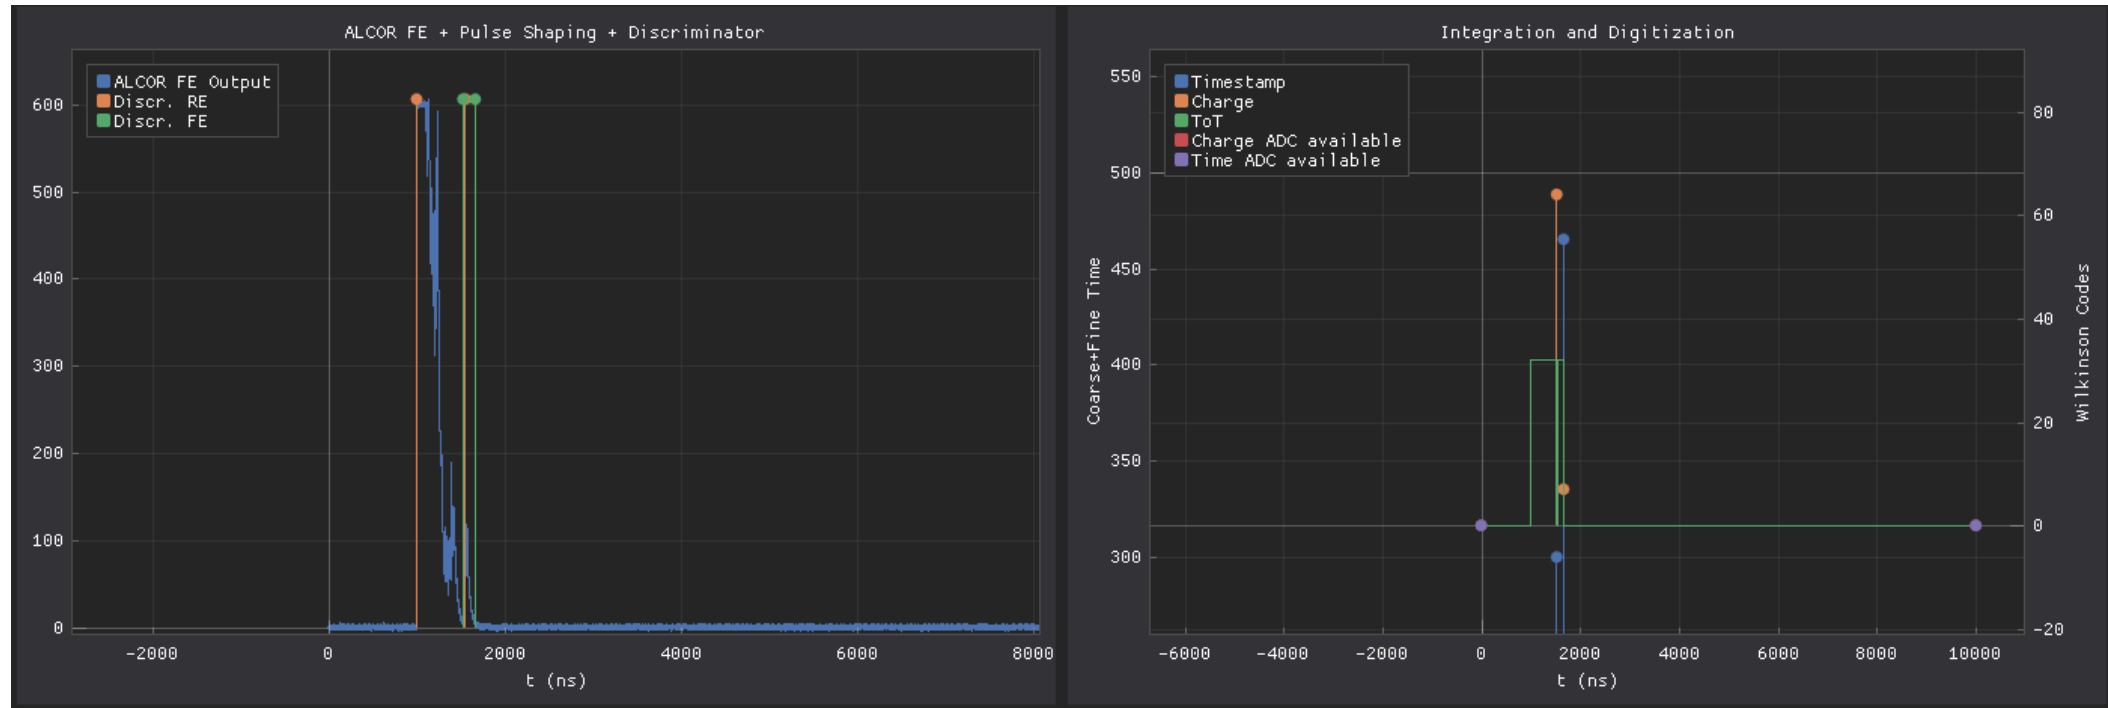 ALCOR FE + Pulse Shaping + Discriminator
ALCOR FE Output
Discr. RE
Discr. FE
600
500
400
300
200
100
0
-2000 0 2000 4000 6000 8000
t (ns)
Integration and Digitization
Timestamp
Charge
ToT
Charge ADC available
Time ADC available
Coarse+Fine Time
550
500
450
400
350
300
80
60
40
20
0
-20
Wilkinson Codes
-6000 -4000 -2000 0 2000 4000 6000 8000 10000
t (ns)